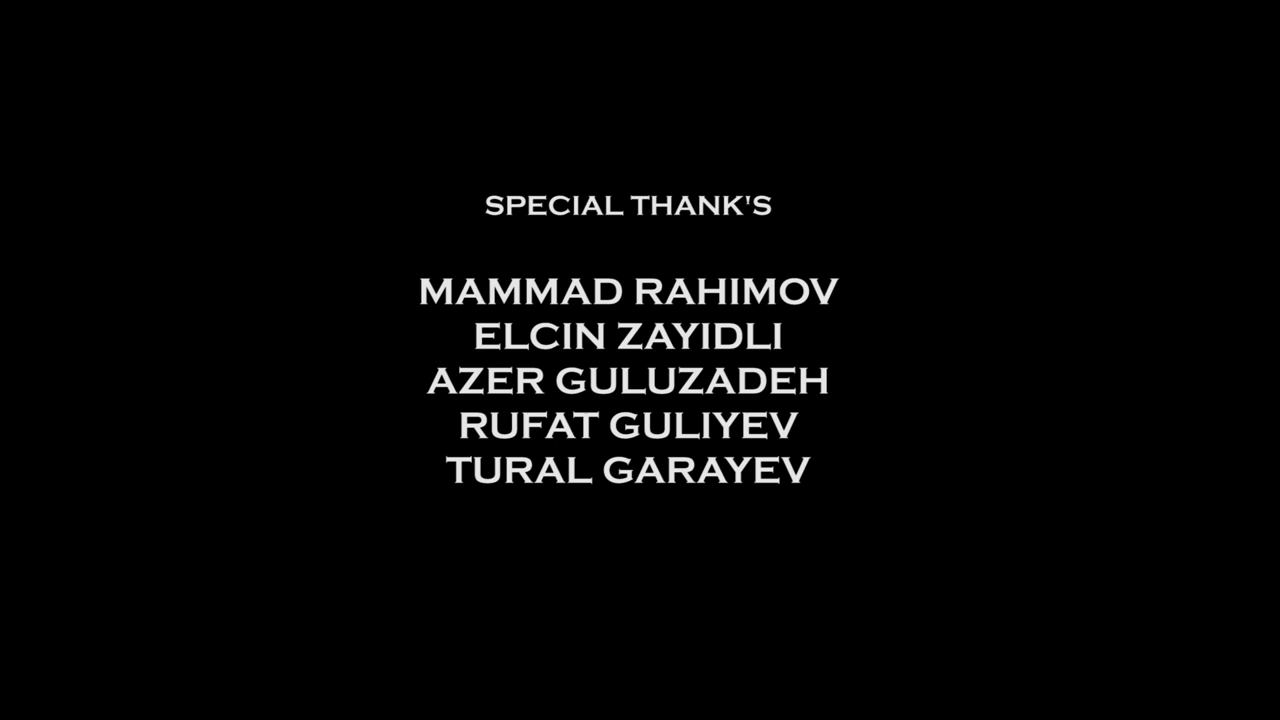 SPECIAL THANK'S
MAMMAD RAHIMOV
ELCIN ZAYIDLI
AZER GULUZADEH
RUFAT GULIYEV
TURAL GARAYEV